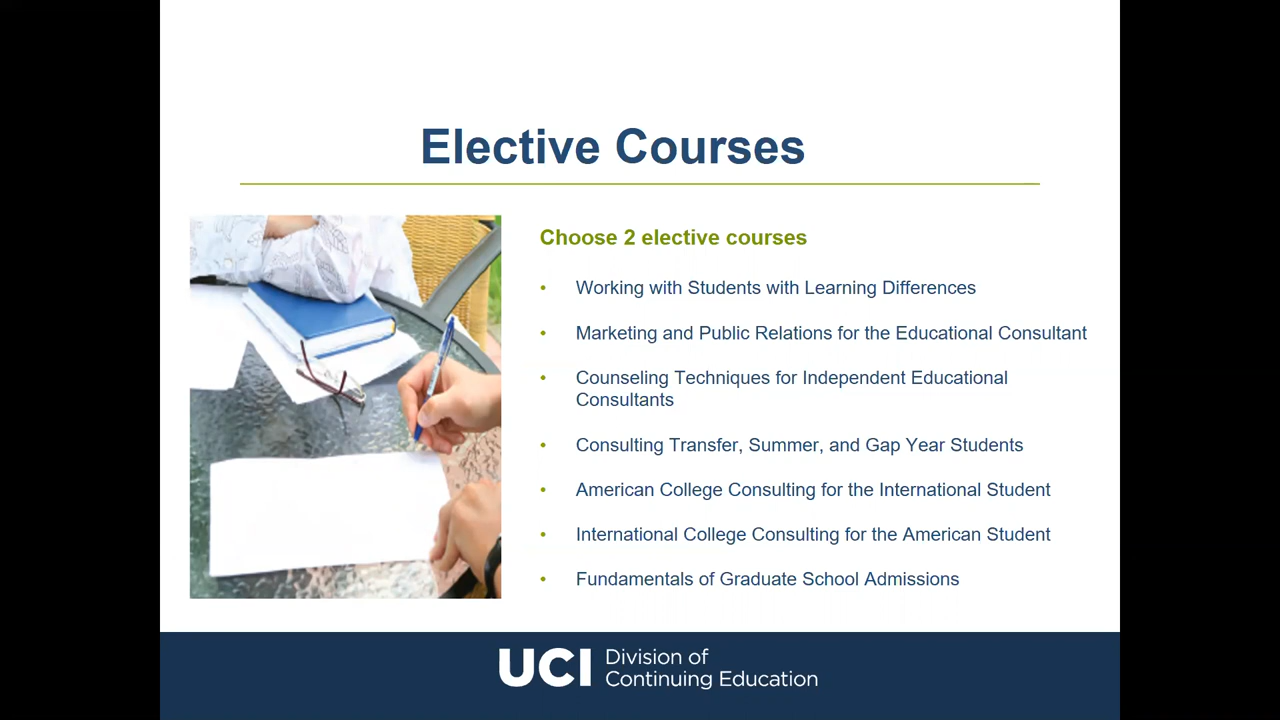 Elective Courses
Choose 2 elective courses
• Working with Students with Learning Differences
• Marketing and Public Relations for the Educational Consultant
• Counseling Techniques for Independent Educational
Consultants
• Consulting Transfer, Summer, and Gap Year Students
• American College Consulting for the International Student
• International College Consulting for the American Student
• Fundamentals of Graduate School Admissions
UCI Division of
Continuing Education